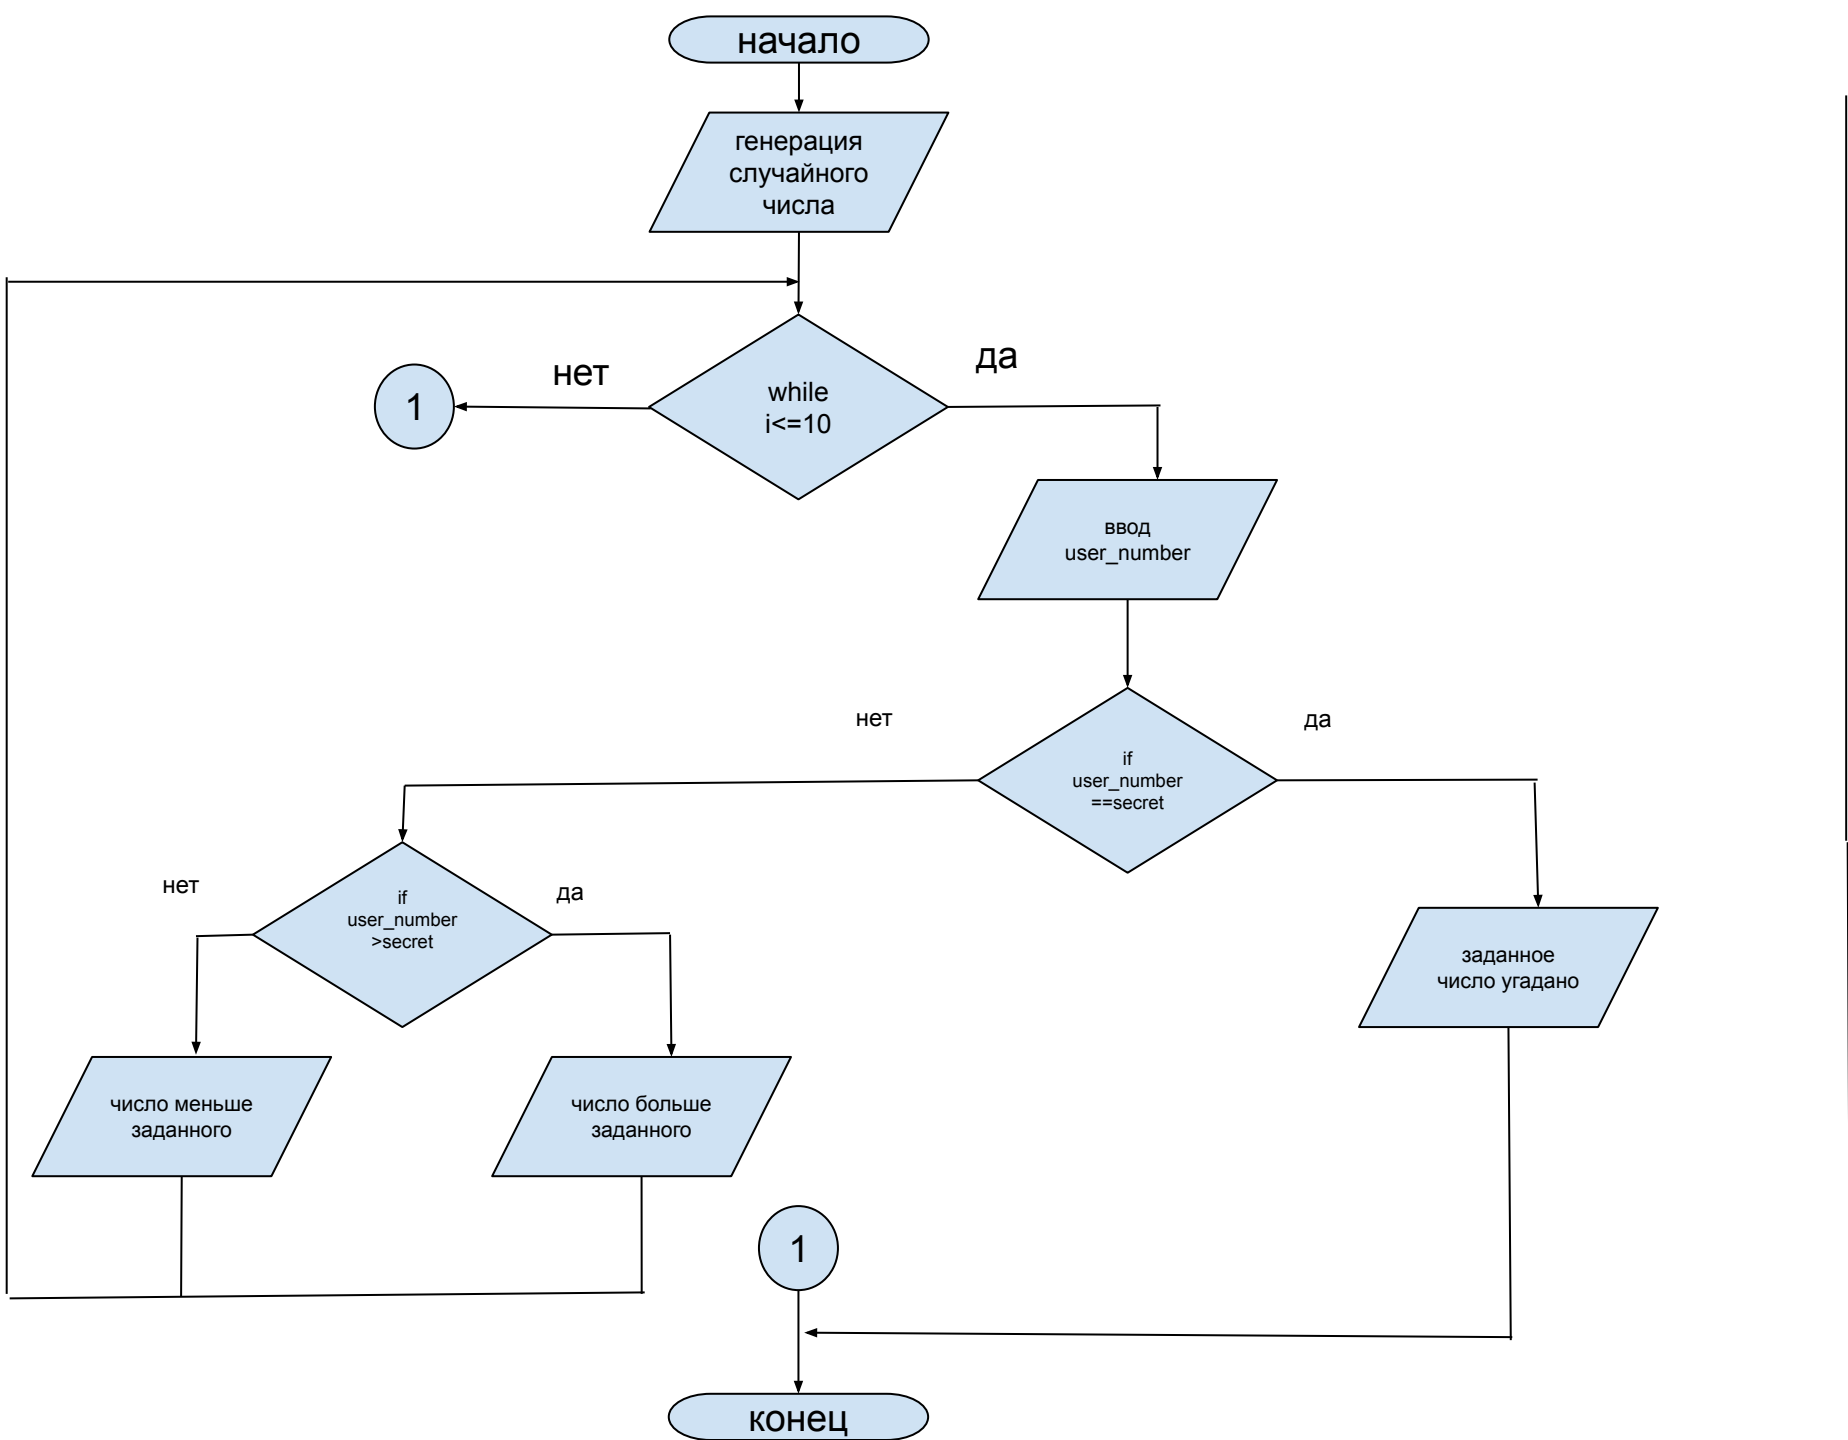 начало
генерация
случайного
числа
нет
да
while
i<=10
1
ввод
user_number
нет
да
if
user_number
==secret
нет
да
if
user_number
>secret
заданное
число угадано
число меньше
заданного
число больше
заданного
1
конец